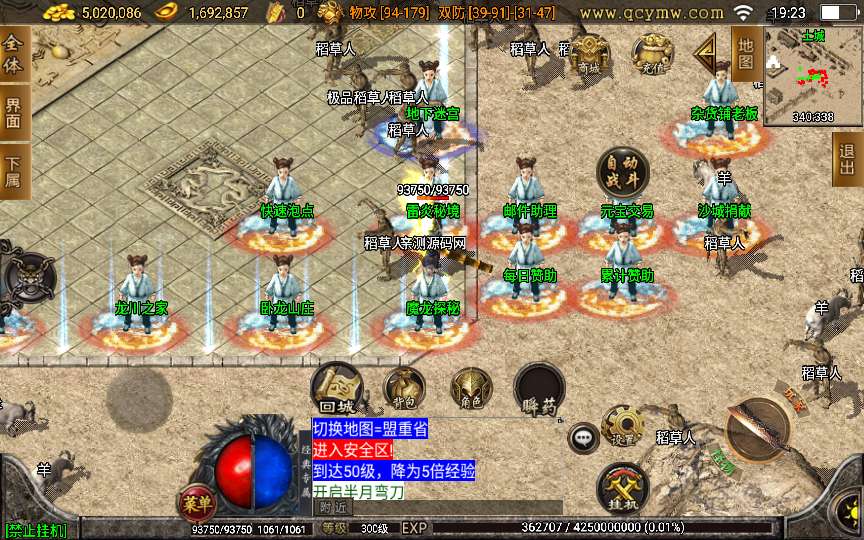 5,020,086
1,692,857
0
物攻 [94-179]
双防 [39-91]-[31-47]
www.qcymw.com
19:23
全体
界面
下属
稻草人
稻草人
商城
充值
地图
土城
340:338
退出
极品稻草人
稻草人
地下迷宫
稻草人
杂货铺老板
自动战斗
羊
93750/93750
快速泡点
雷炎秘境
邮件助理
元宝交易
沙城捐献
稻草人
亲测源码网
稻草人
每日赞助
累计赞助
龙川之家
卧龙山庄
魔龙探秘
羊
稻草人
回城
背包
角色
瞬药
切换地图=盟重省
进入安全区!
到达50级，降为5倍经验
开启半月弯刀
附近
设置
稻草人
挂机
羊
菜单
[禁止挂机]
93750/93750
1061/1061
等级
300级
EXP
362707 / 4250000000 (0.01%)